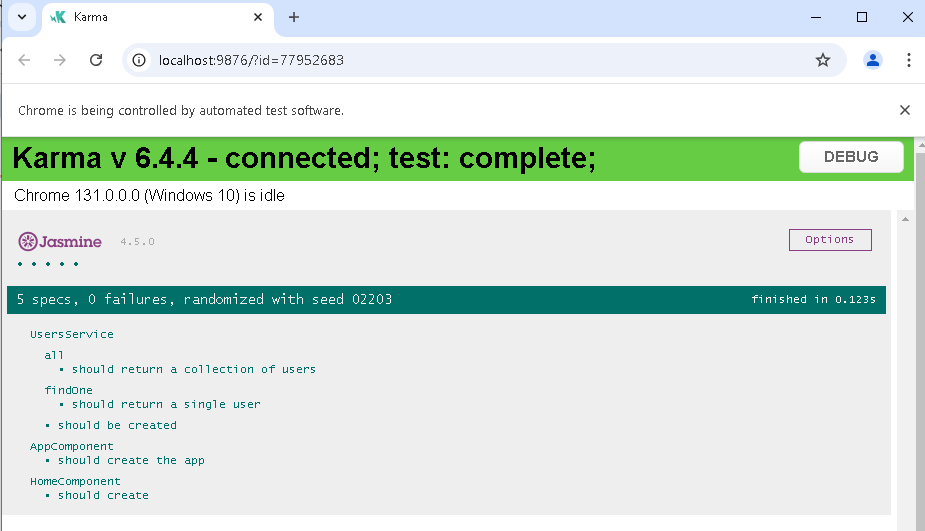 Karma
localhost:9876/?id=77952683
Chrome is being controlled by automated test software.
Karma v 6.4.4 - connected; test: complete;
DEBUG
Chrome 131.0.0.0 (Windows 10) is idle
Jasmine 4.5.0
Options
• • • • •
5 specs, 0 failures, randomized with seed 02203
finished in 0.123s
UsersService
all
• should return a collection of users
findOne
• should return a single user
• should be created
AppComponent
• should create the app
HomeComponent
• should create